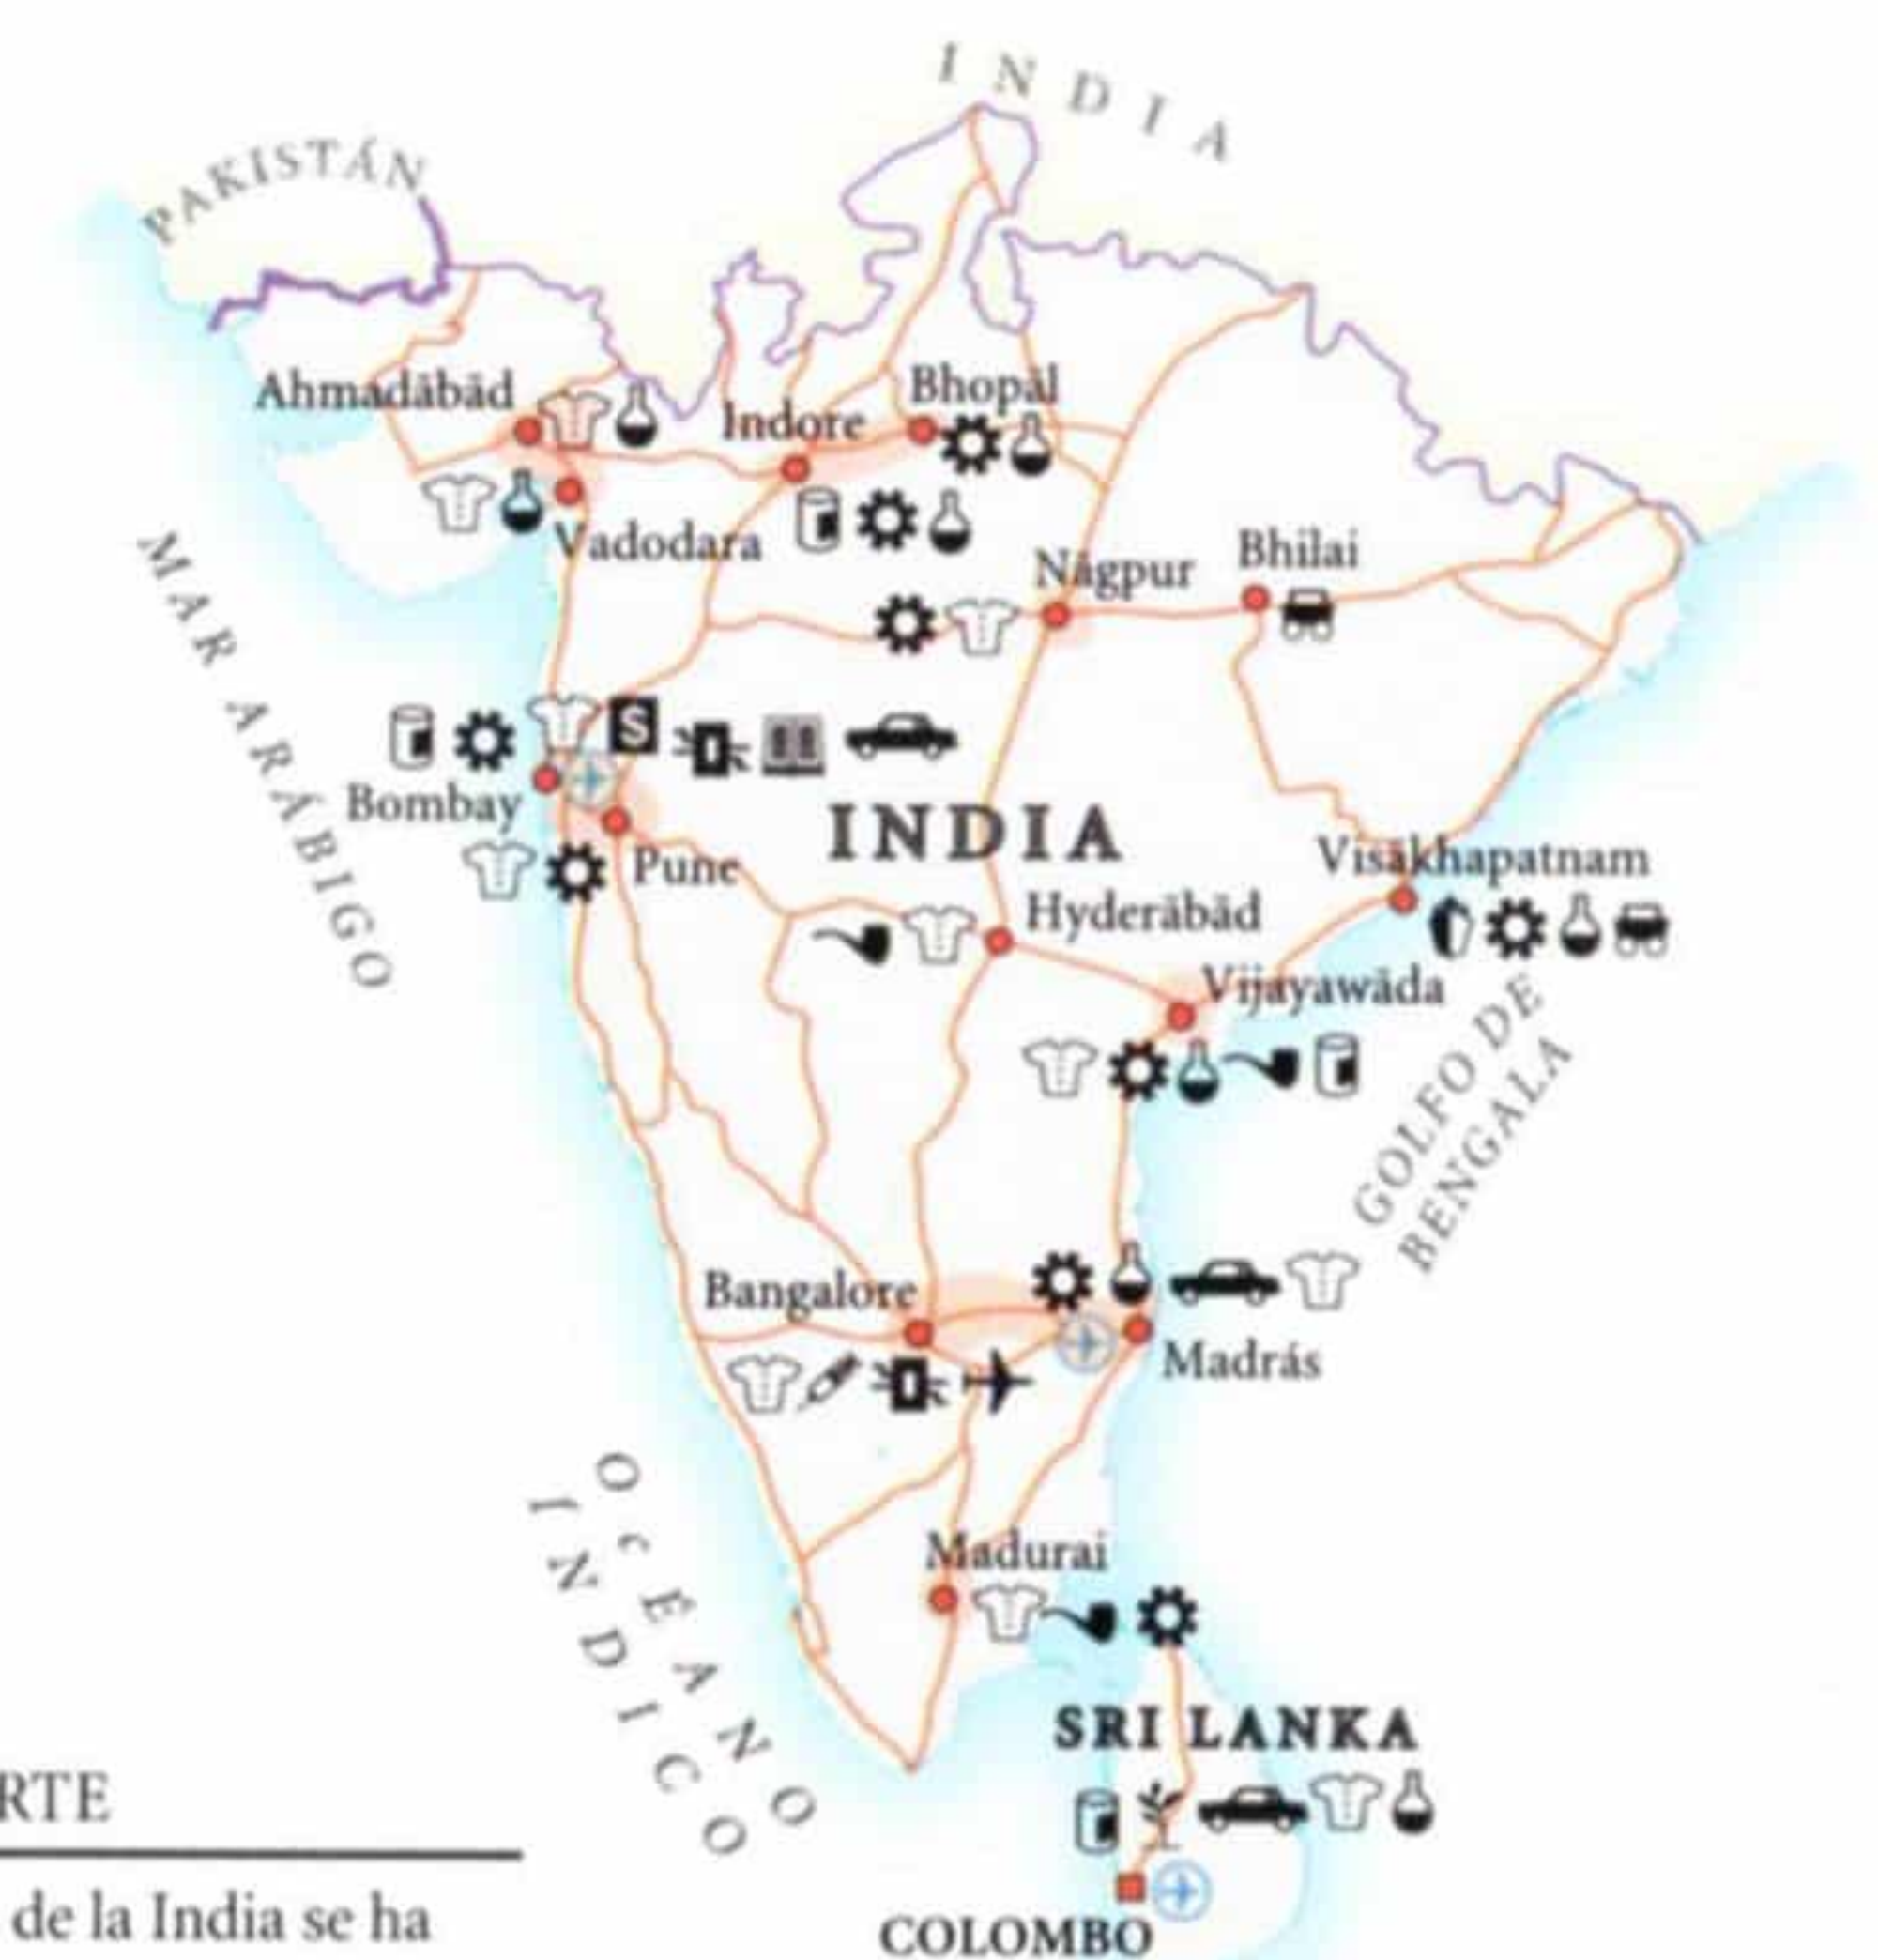 INDIA
PAKISTÁN
Ahmadābād
Bhopāl
Indore
Vadodara
Nāgpur
Bhilai
MAR ARÁBIGO
S
Bombay
INDIA
Pune
Visākhapatnam
Hyderābād
Vijayawāda
GOLFO DE
BENGALA
Bangalore
Madrás
OcÉANO
INDICO
Madurai
SRI LANKA
RTE
de la India se ha
COLOMBO